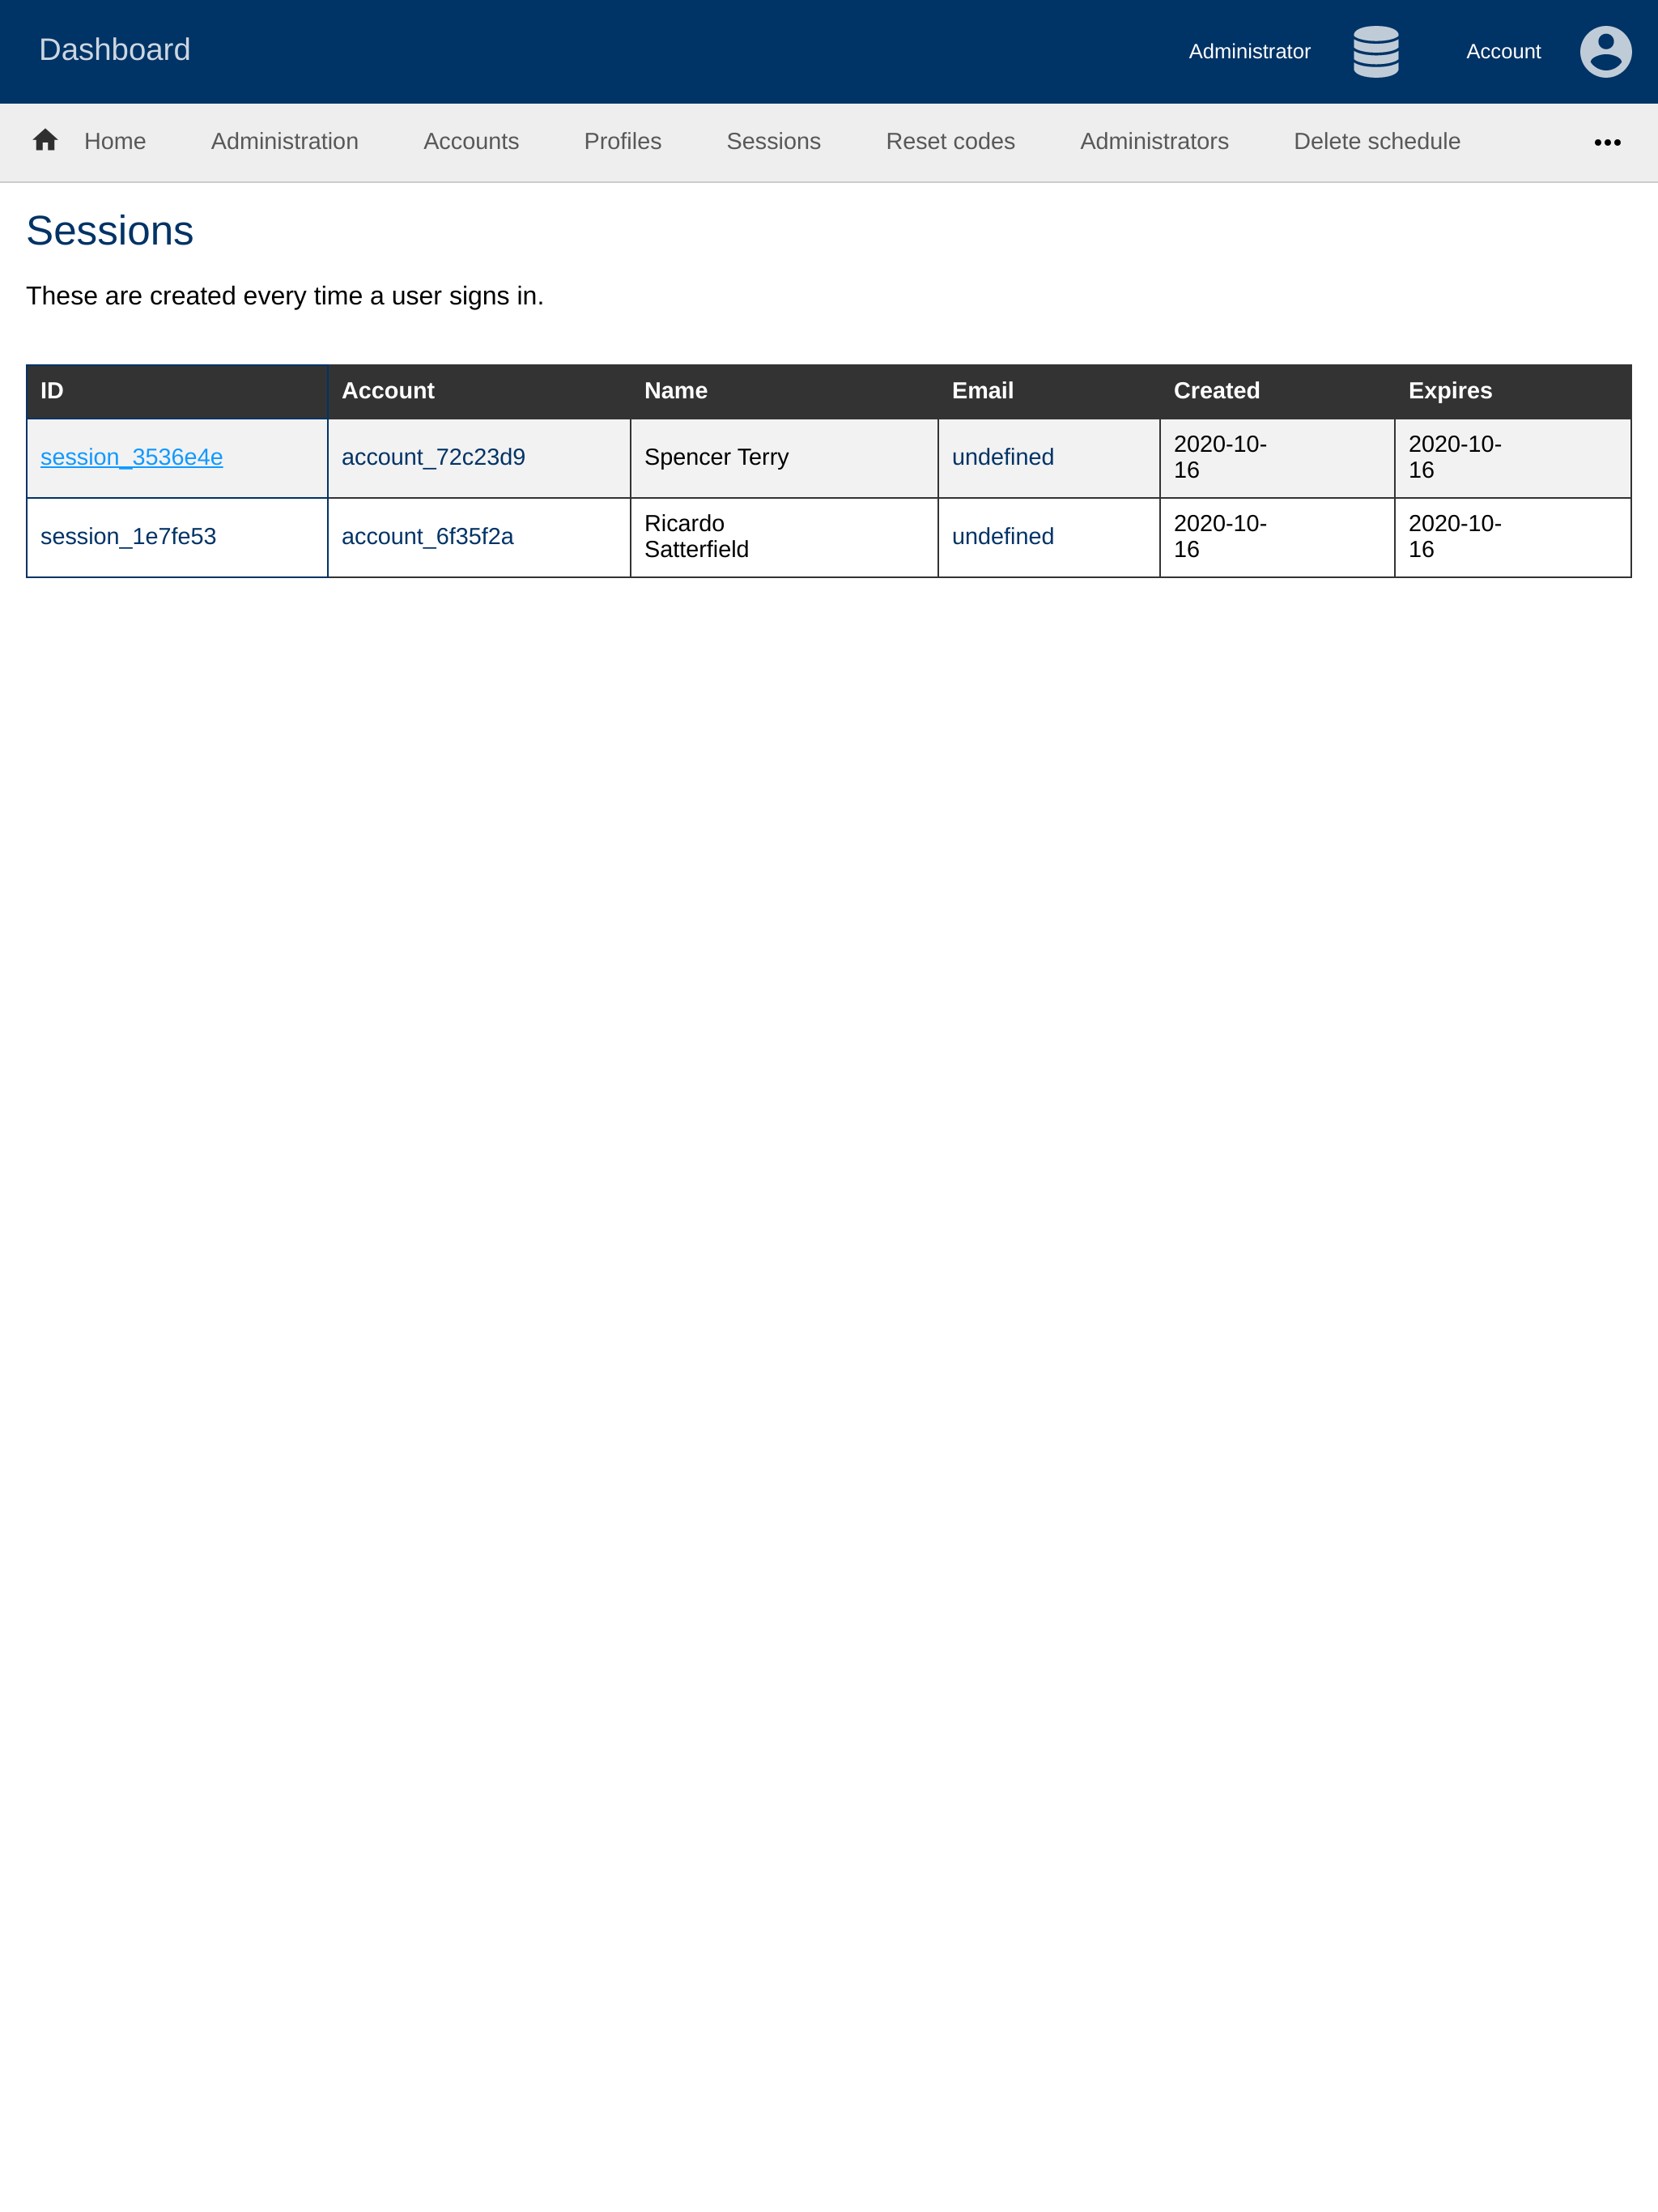 Dashboard
Administrator
Account
Home Administration Accounts Profiles Sessions Reset codes Administrators Delete schedule
Sessions
These are created every time a user signs in.
ID Account Name Email Created Expires
session_3536e4e account_72c23d9 Spencer Terry undefined 2020-10-
16 2020-10-
16
session_1e7fe53 account_6f35f2a Ricardo
Satterfield undefined 2020-10-
16 2020-10-
16